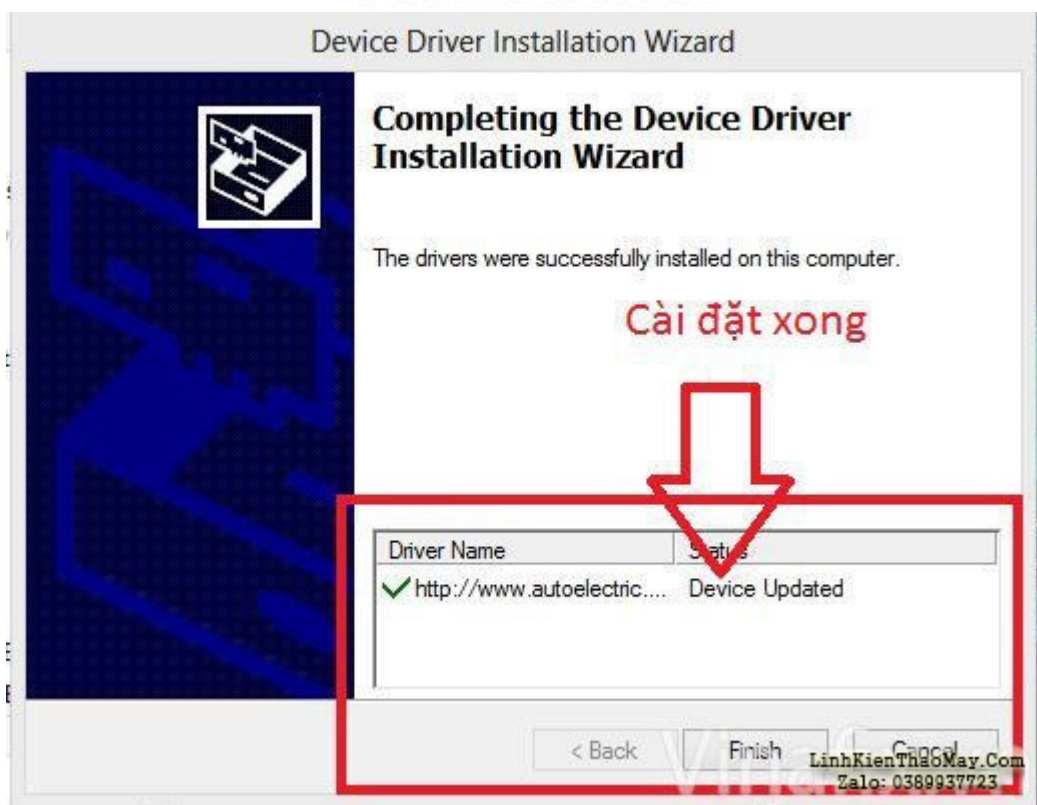 Device Driver Installation Wizard
Completing the Device Driver
Installation Wizard
The drivers were successfully installed on this computer.
Cài đặt xong
Driver Name Status
http://www.autoelectric.... Device Updated
< Back Finish Cancel
LinhKienThaoMay.Com
Zalo: 0389937723